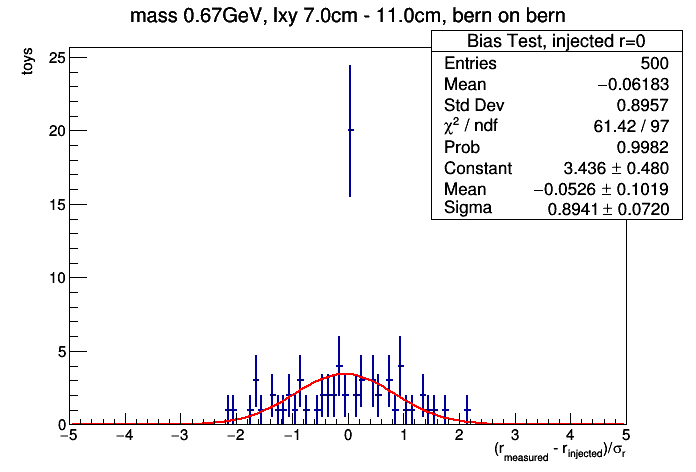 mass 0.67GeV, lxy 7.0cm - 11.0cm, bern on bern
Bias Test, injected r=0
Entries 500
Mean −0.06183
Std Dev 0.8957
χ² / ndf 61.42 / 97
Prob 0.9982
Constant 3.436 ± 0.480
Mean −0.0526 ± 0.1019
Sigma 0.8941 ± 0.0720
toys
25
20
15
10
5
0
−5 −4 −3 −2 −1 0 1 2 3 4 5
(r_measured - r_injected)/σ_r